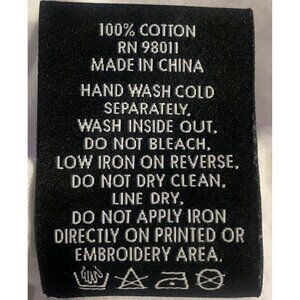 100% COTTON
RN 98011
MADE IN CHINA
HAND WASH COLD
SEPARATELY,
WASH INSIDE OUT,
DO NOT BLEACH,
LOW IRON ON REVERSE,
DO NOT DRY CLEAN,
LINE DRY,
DO NOT APPLY IRON
DIRECTLY ON PRINTED OR
EMBROIDERY AREA.